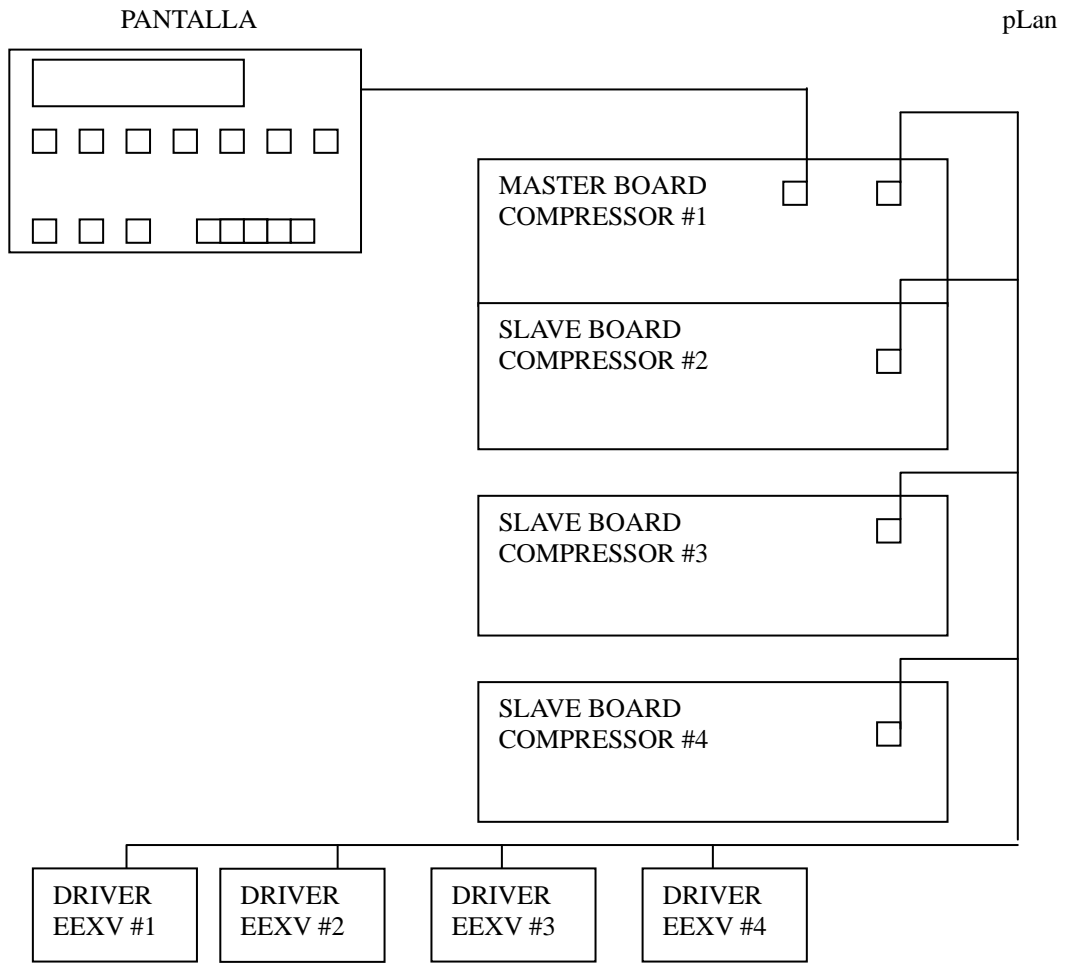 PANTALLA
pLan
MASTER BOARD
COMPRESSOR #1
SLAVE BOARD
COMPRESSOR #2
SLAVE BOARD
COMPRESSOR #3
SLAVE BOARD
COMPRESSOR #4
DRIVER
EEXV #1
DRIVER
EEXV #2
DRIVER
EEXV #3
DRIVER
EEXV #4